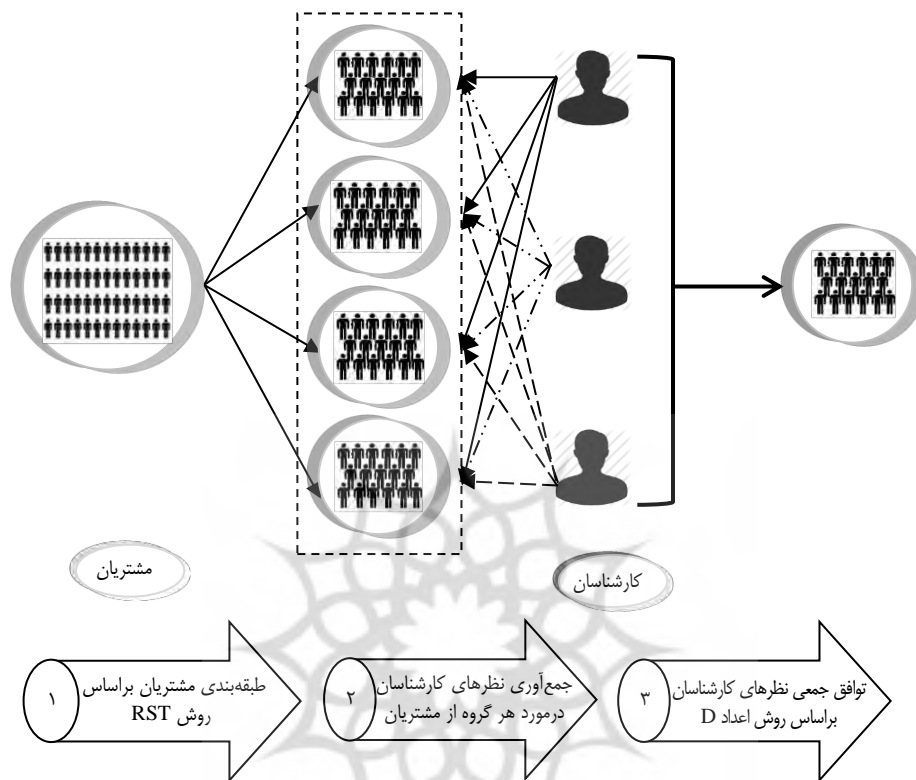 مشتریان
کارشناسان
۱
طبقه‌بندی مشتریان براساس
روش RST
۲
جمع‌آوری نظرهای کارشناسان
درمورد هر گروه از مشتریان
۳
توافق جمعی نظرهای کارشناسان
براساس روش اعداد D